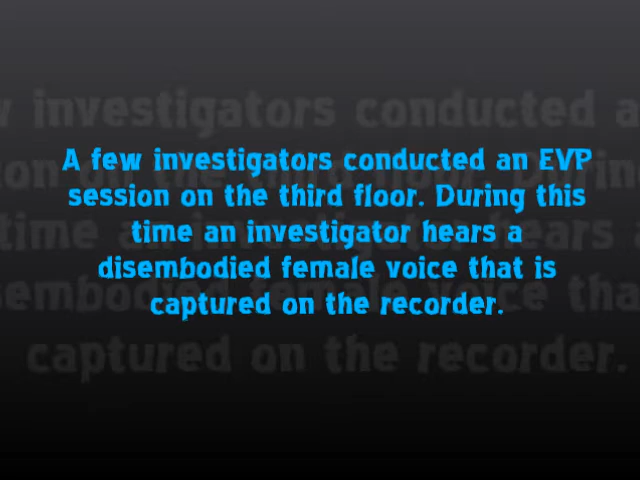 A few investigators conducted an EVP
session on the third floor. During this
time an investigator hears a
disembodied female voice that is
captured on the recorder.